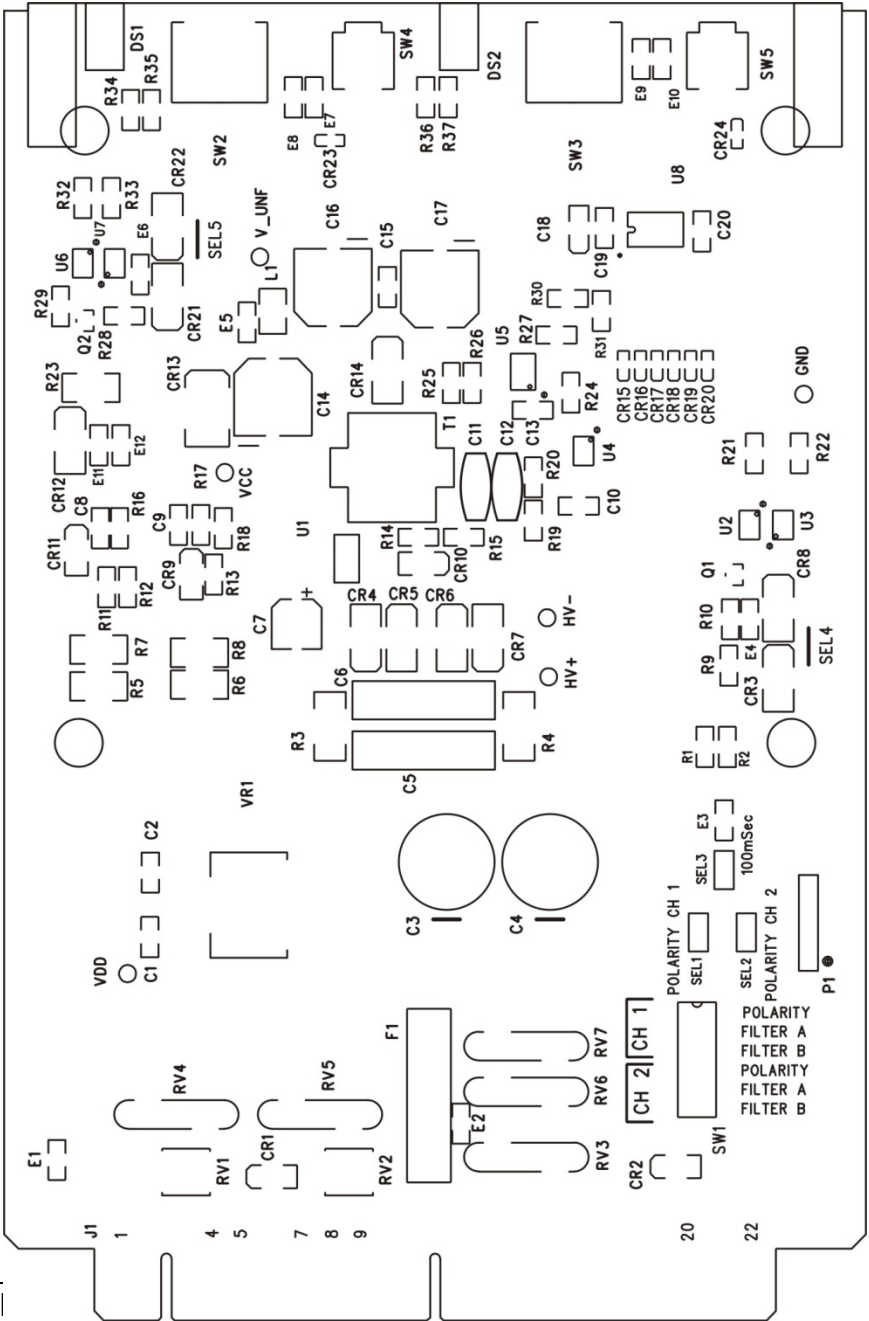 DS1
SW4
DS2
SW5
R34
R35
E8
E7
R36
R37
E9
E10
SW2
CR23
SW3
CR24
R32
R33
CR22
U8
U7
E6
SEL5
V_UNF
C16
C17
C18
C19
C20
U6
C15
L1
R29
Q2
R28
CR21
E5
R30
R31
R27
U5
R23
CR13
CR14
R25
R26
CR15
CR16
CR17
CR18
CR19
CR20
GND
C14
T1
R24
CR12
E11
E12
R17
VCC
C11
C12
C13
U4
R21
R22
C8
R16
C9
R18
U1
R20
R19
C10
CR11
R14
R15
CR10
U2
U3
CR9
R13
R11
R12
Q1
CR8
C7
+
CR4
CR5
CR6
CR7
HV-
HV+
R10
E4
SEL4
R7
R8
R9
CR3
R5
R6
C6
R3
R4
C5
R1
R2
VR1
C2
C1
VDD
C3
C4
E3
SEL3
100mSec
POLARITY CH 1
SEL1
SEL2
POLARITY CH 2
P1
F1
RV4
RV5
RV7
RV6
RV3
E2
CH 1
CH 2
POLARITY
FILTER A
FILTER B
POLARITY
FILTER A
FILTER B
SW1
E1
RV1
CR1
RV2
CR2
J1
1
4
5
7
8
9
20
22